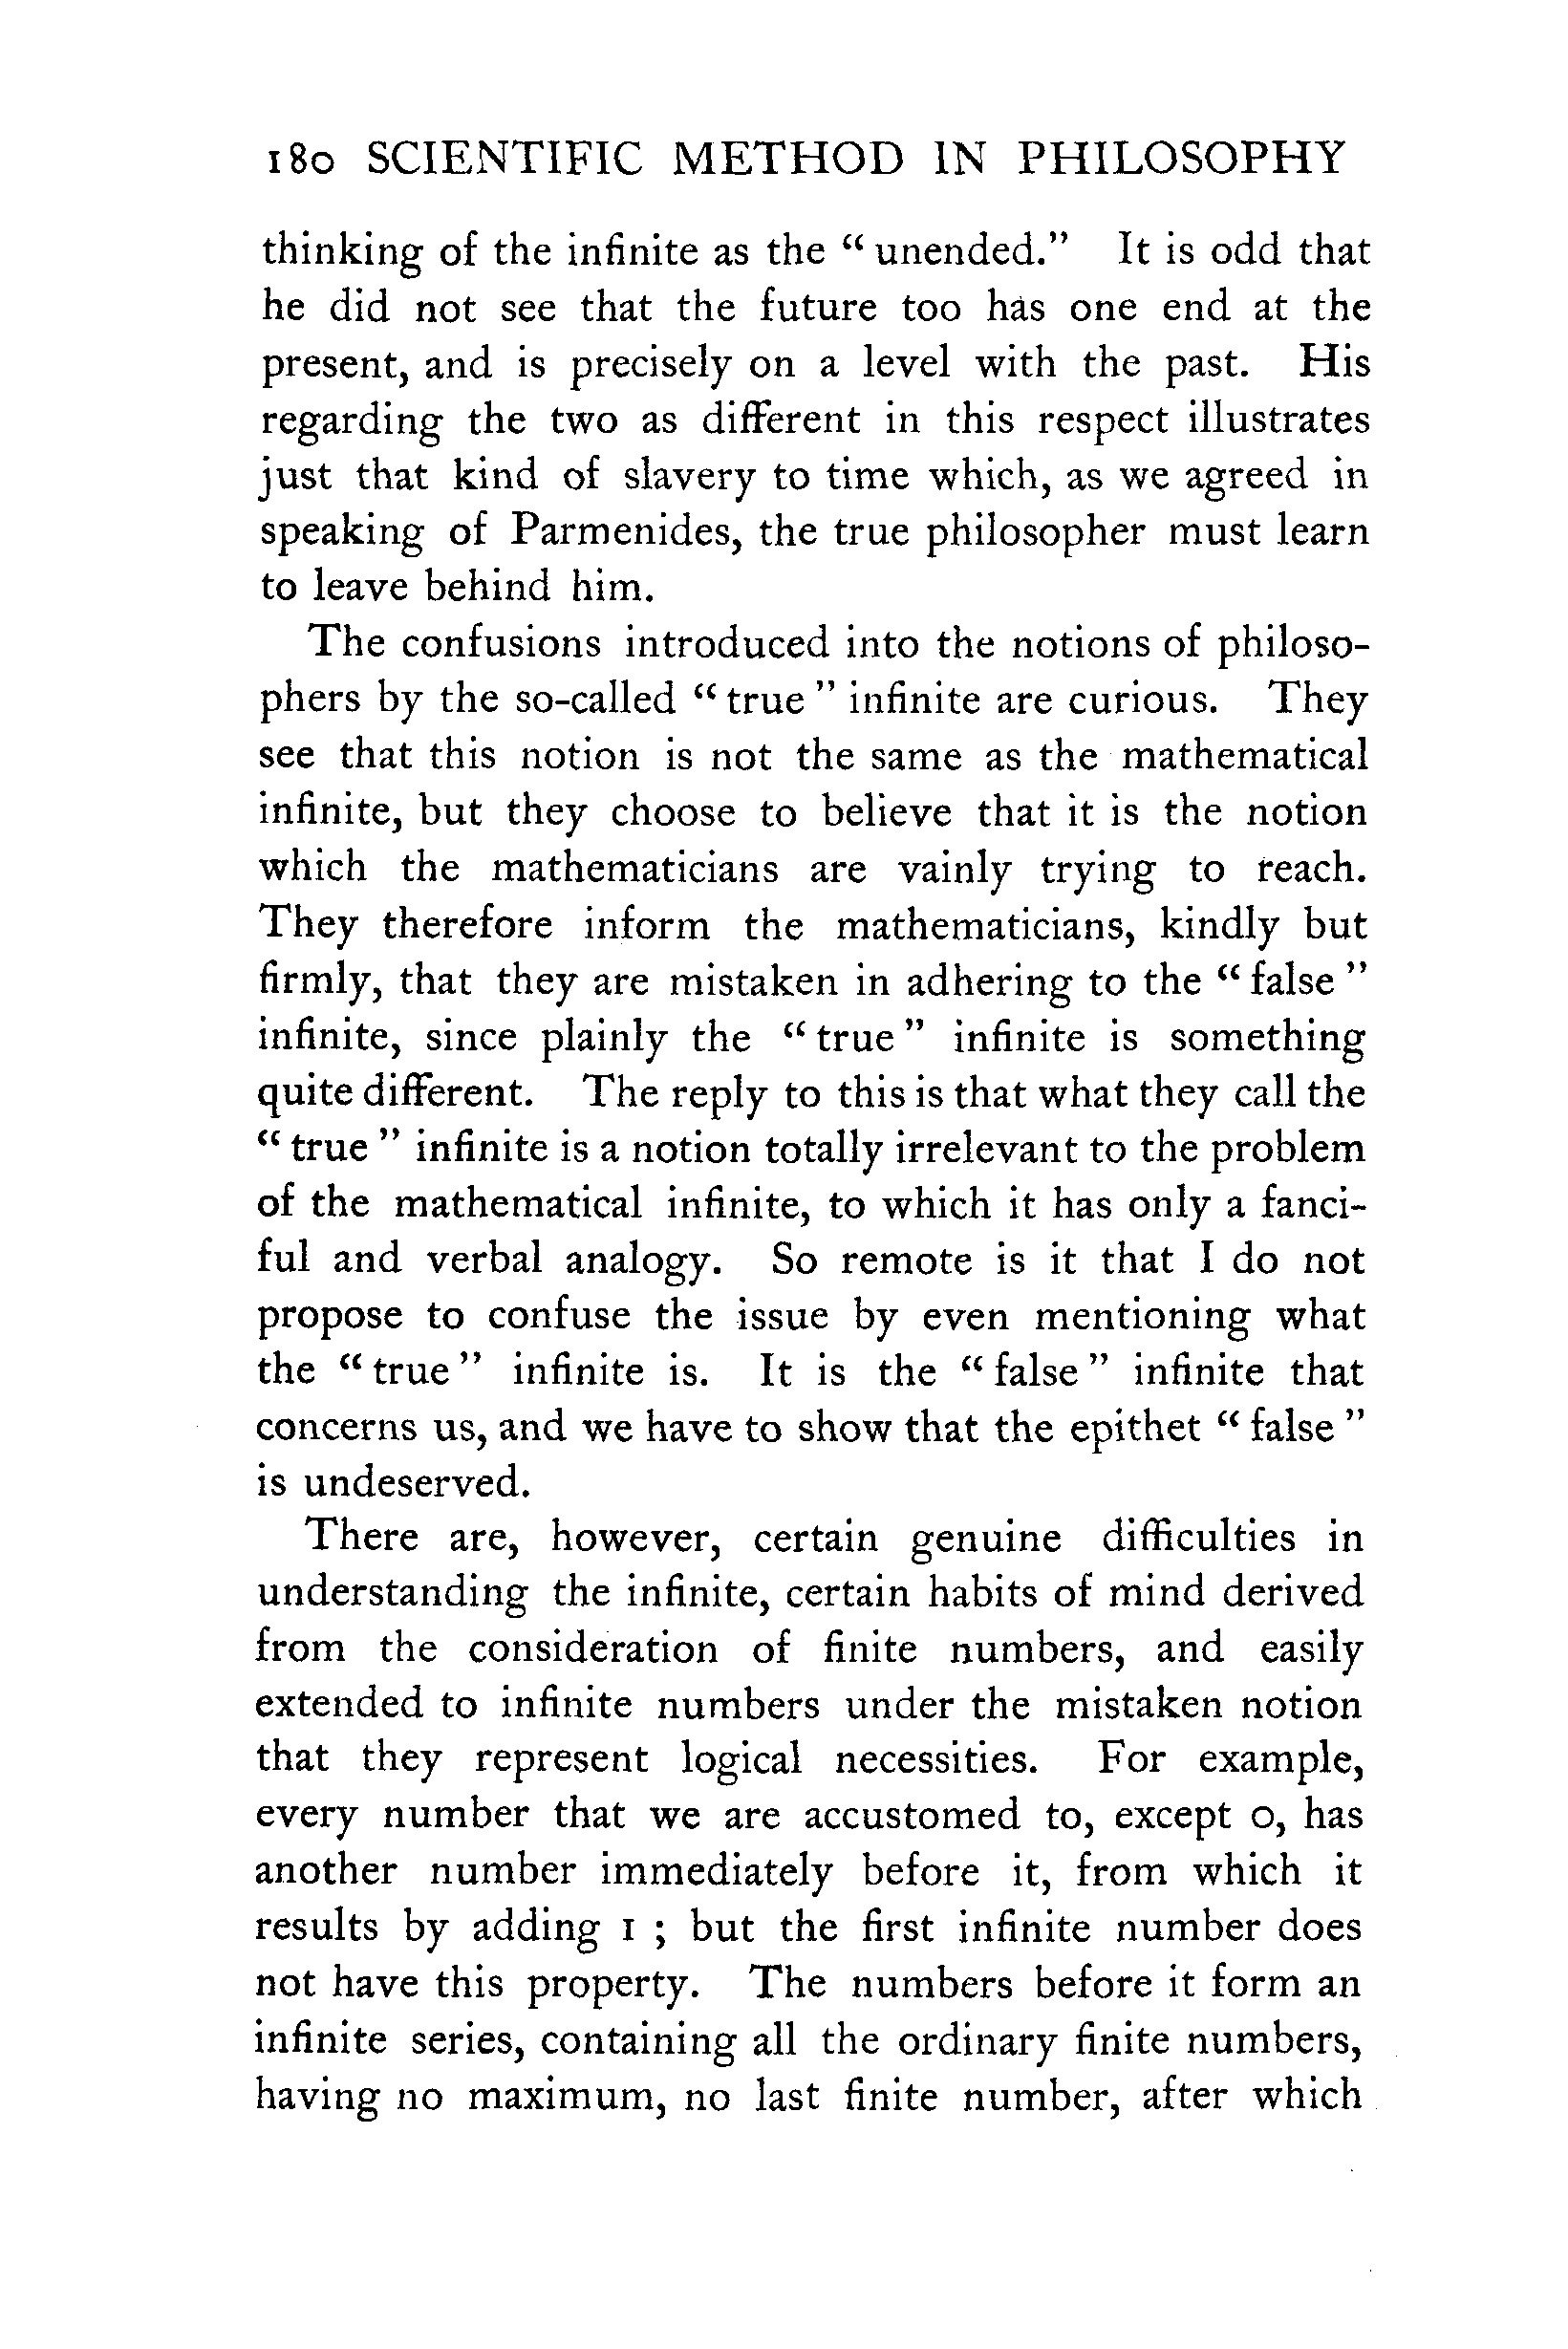 180 SCIENTIFIC METHOD IN PHILOSOPHY
thinking of the infinite as the “ unended.” It is odd that
he did not see that the future too has one end at the
present, and is precisely on a level with the past. His
regarding the two as different in this respect illustrates
just that kind of slavery to time which, as we agreed in
speaking of Parmenides, the true philosopher must learn
to leave behind him.
The confusions introduced into the notions of philoso-
phers by the so-called “ true ” infinite are curious. They
see that this notion is not the same as the mathematical
infinite, but they choose to believe that it is the notion
which the mathematicians are vainly trying to reach.
They therefore inform the mathematicians, kindly but
firmly, that they are mistaken in adhering to the “ false ”
infinite, since plainly the “ true ” infinite is something
quite different. The reply to this is that what they call the
“ true ” infinite is a notion totally irrelevant to the problem
of the mathematical infinite, to which it has only a fanci-
ful and verbal analogy. So remote is it that I do not
propose to confuse the issue by even mentioning what
the “ true ” infinite is. It is the “ false ” infinite that
concerns us, and we have to show that the epithet “ false ”
is undeserved.
There are, however, certain genuine difficulties in
understanding the infinite, certain habits of mind derived
from the consideration of finite numbers, and easily
extended to infinite numbers under the mistaken notion
that they represent logical necessities. For example,
every number that we are accustomed to, except 0, has
another number immediately before it, from which it
results by adding 1 ; but the first infinite number does
not have this property. The numbers before it form an
infinite series, containing all the ordinary finite numbers,
having no maximum, no last finite number, after which